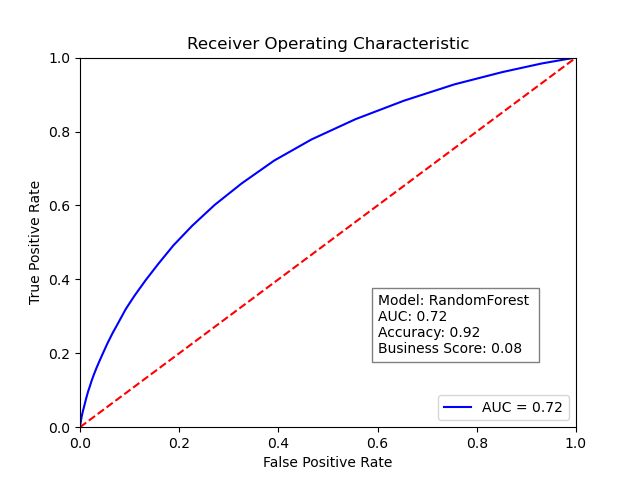 Receiver Operating Characteristic
1.0
0.8
0.6
0.4
0.2
0.0
True Positive Rate
Model: RandomForest
AUC: 0.72
Accuracy: 0.92
Business Score: 0.08
AUC = 0.72
0.0 0.2 0.4 0.6 0.8 1.0
False Positive Rate